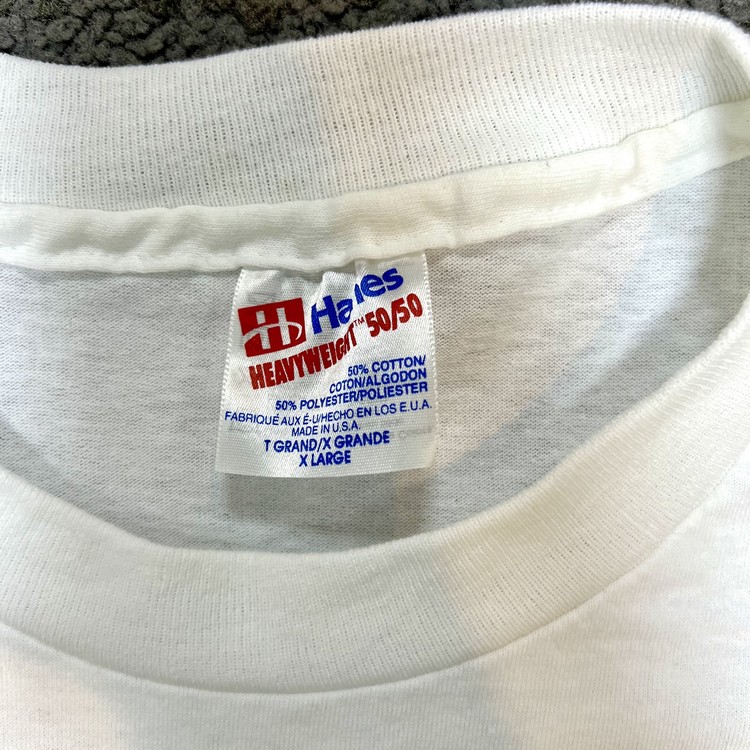 Hanes
HEAVYWEIGHT™ 50/50
50% COTTON/
COTON/ALGODON
50% POLYESTER/POLIESTER
FABRIQUÉ AUX É-U/HECHO EN LOS E.U.A.
MADE IN U.S.A.
T GRAND/X GRANDE
X LARGE